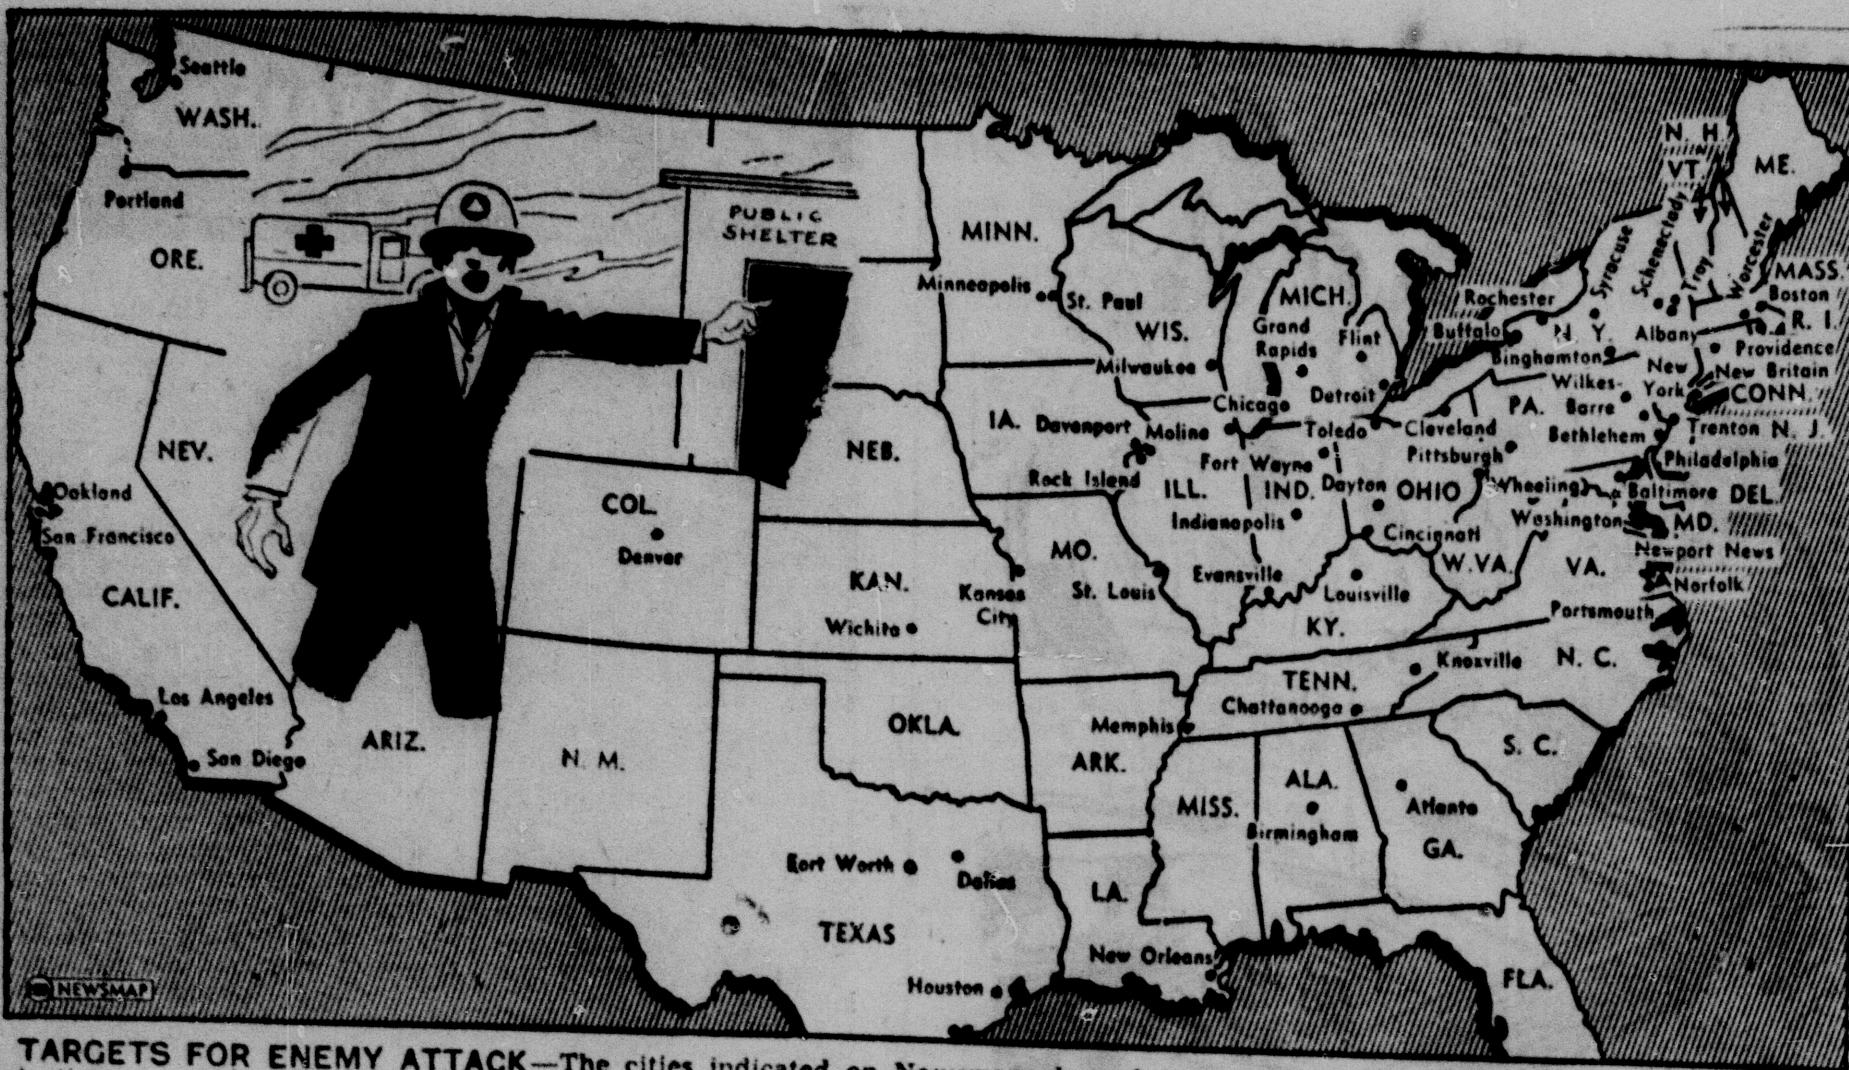 Seattle
WASH.
Portland
ORE.
PUBLIC
SHELTER
NEV.
Oakland
San Francisco
CALIF.
Los Angeles
San Diego
ARIZ.
COL.
Denver
N. M.
NEB.
KAN.
Wichita
OKLA.
Fort Worth
Dallas
TEXAS
Houston
MINN.
Minneapolis
St. Paul
WIS.
Milwaukee
IA.
Davenport
Moline
Rock Island
Chicago
ILL.
MICH.
Grand
Rapids
Flint
Detroit
Toledo
Fort Wayne
IND.
Indianapolis
Evansville
Dayton
OHIO
Cleveland
Cincinnati
MO.
Kansas
City
St. Louis
Louisville
KY.
W.VA.
Wheeling
Pittsburgh
PA.
Wilkes-
Barre
Bethlehem
Rochester
Buffalo
Syracuse
Schenectady
Troy
N. Y.
Albany
Binghamton
New
York
N. H.
VT.
ME.
Worcester
MASS.
Boston
R. I.
Providence
New Britain
CONN.
Trenton N. J.
Philadelphia
Baltimore DEL.
Washington
MD.
Newport News
VA.
Norfolk
Portsmouth
TENN.
Knoxville
Chattanooga
Memphis
N. C.
S. C.
ARK.
MISS.
ALA.
Birmingham
Atlanta
GA.
LA.
New Orleans
FLA.
NEWSMAP
TARGETS FOR ENEMY ATTACK—The cities indicated on